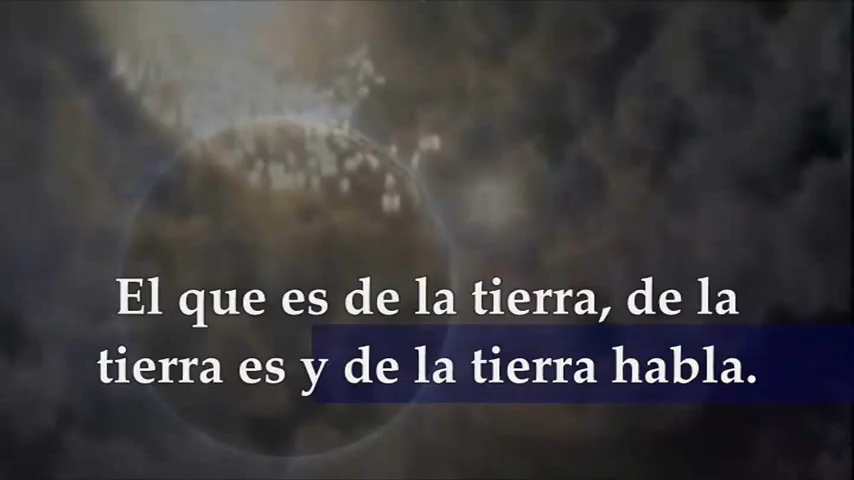 El que es de la tierra, de la
tierra es y de la tierra habla.